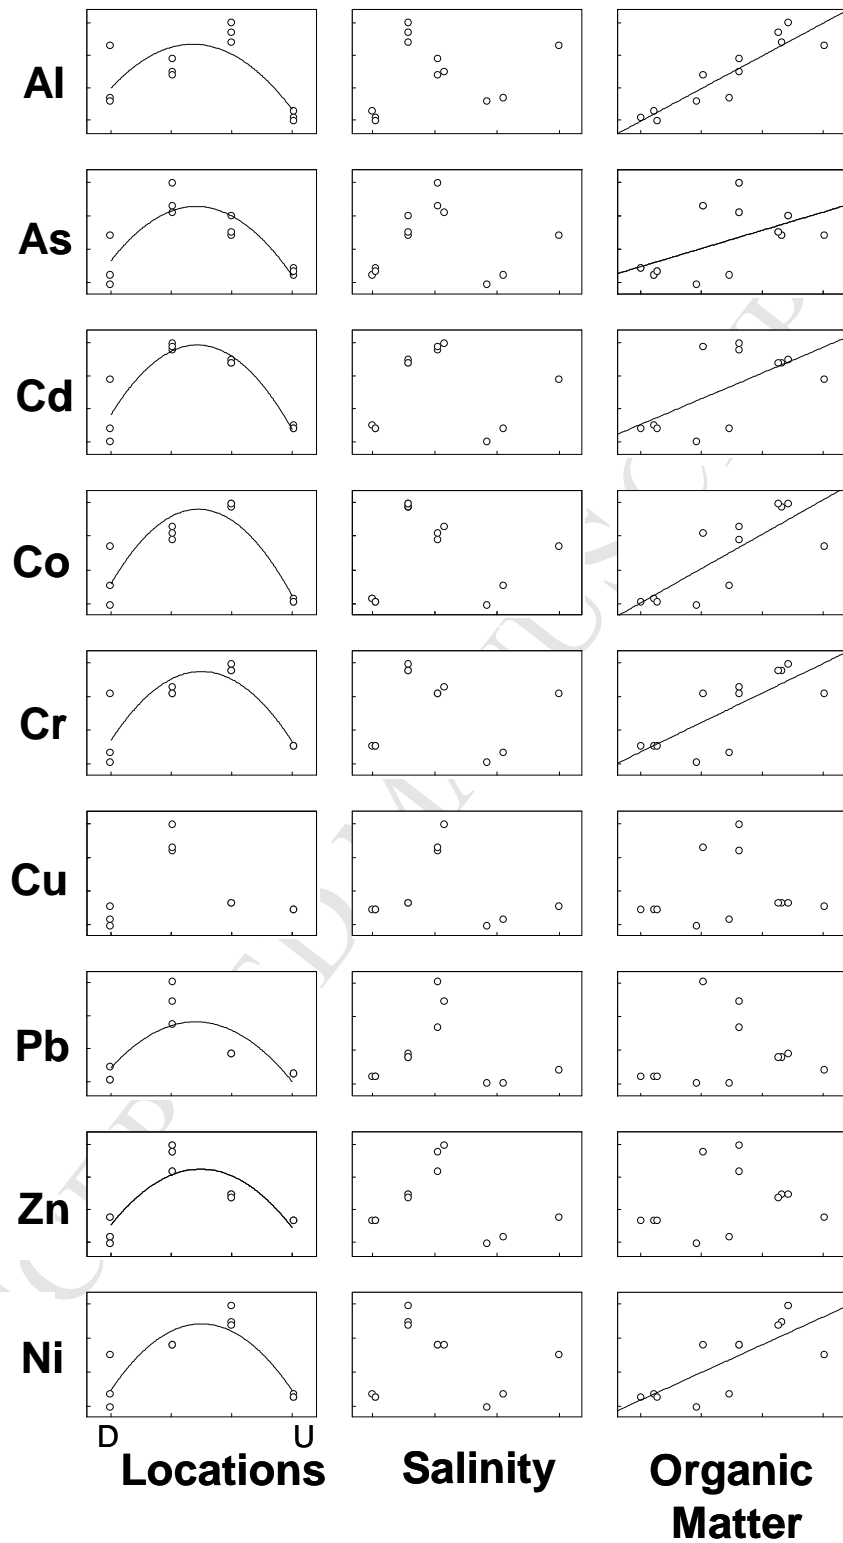 Al
As
Cd
Co
Cr
Cu
Pb
Zn
Ni
D U
Locations Salinity Organic
Matter